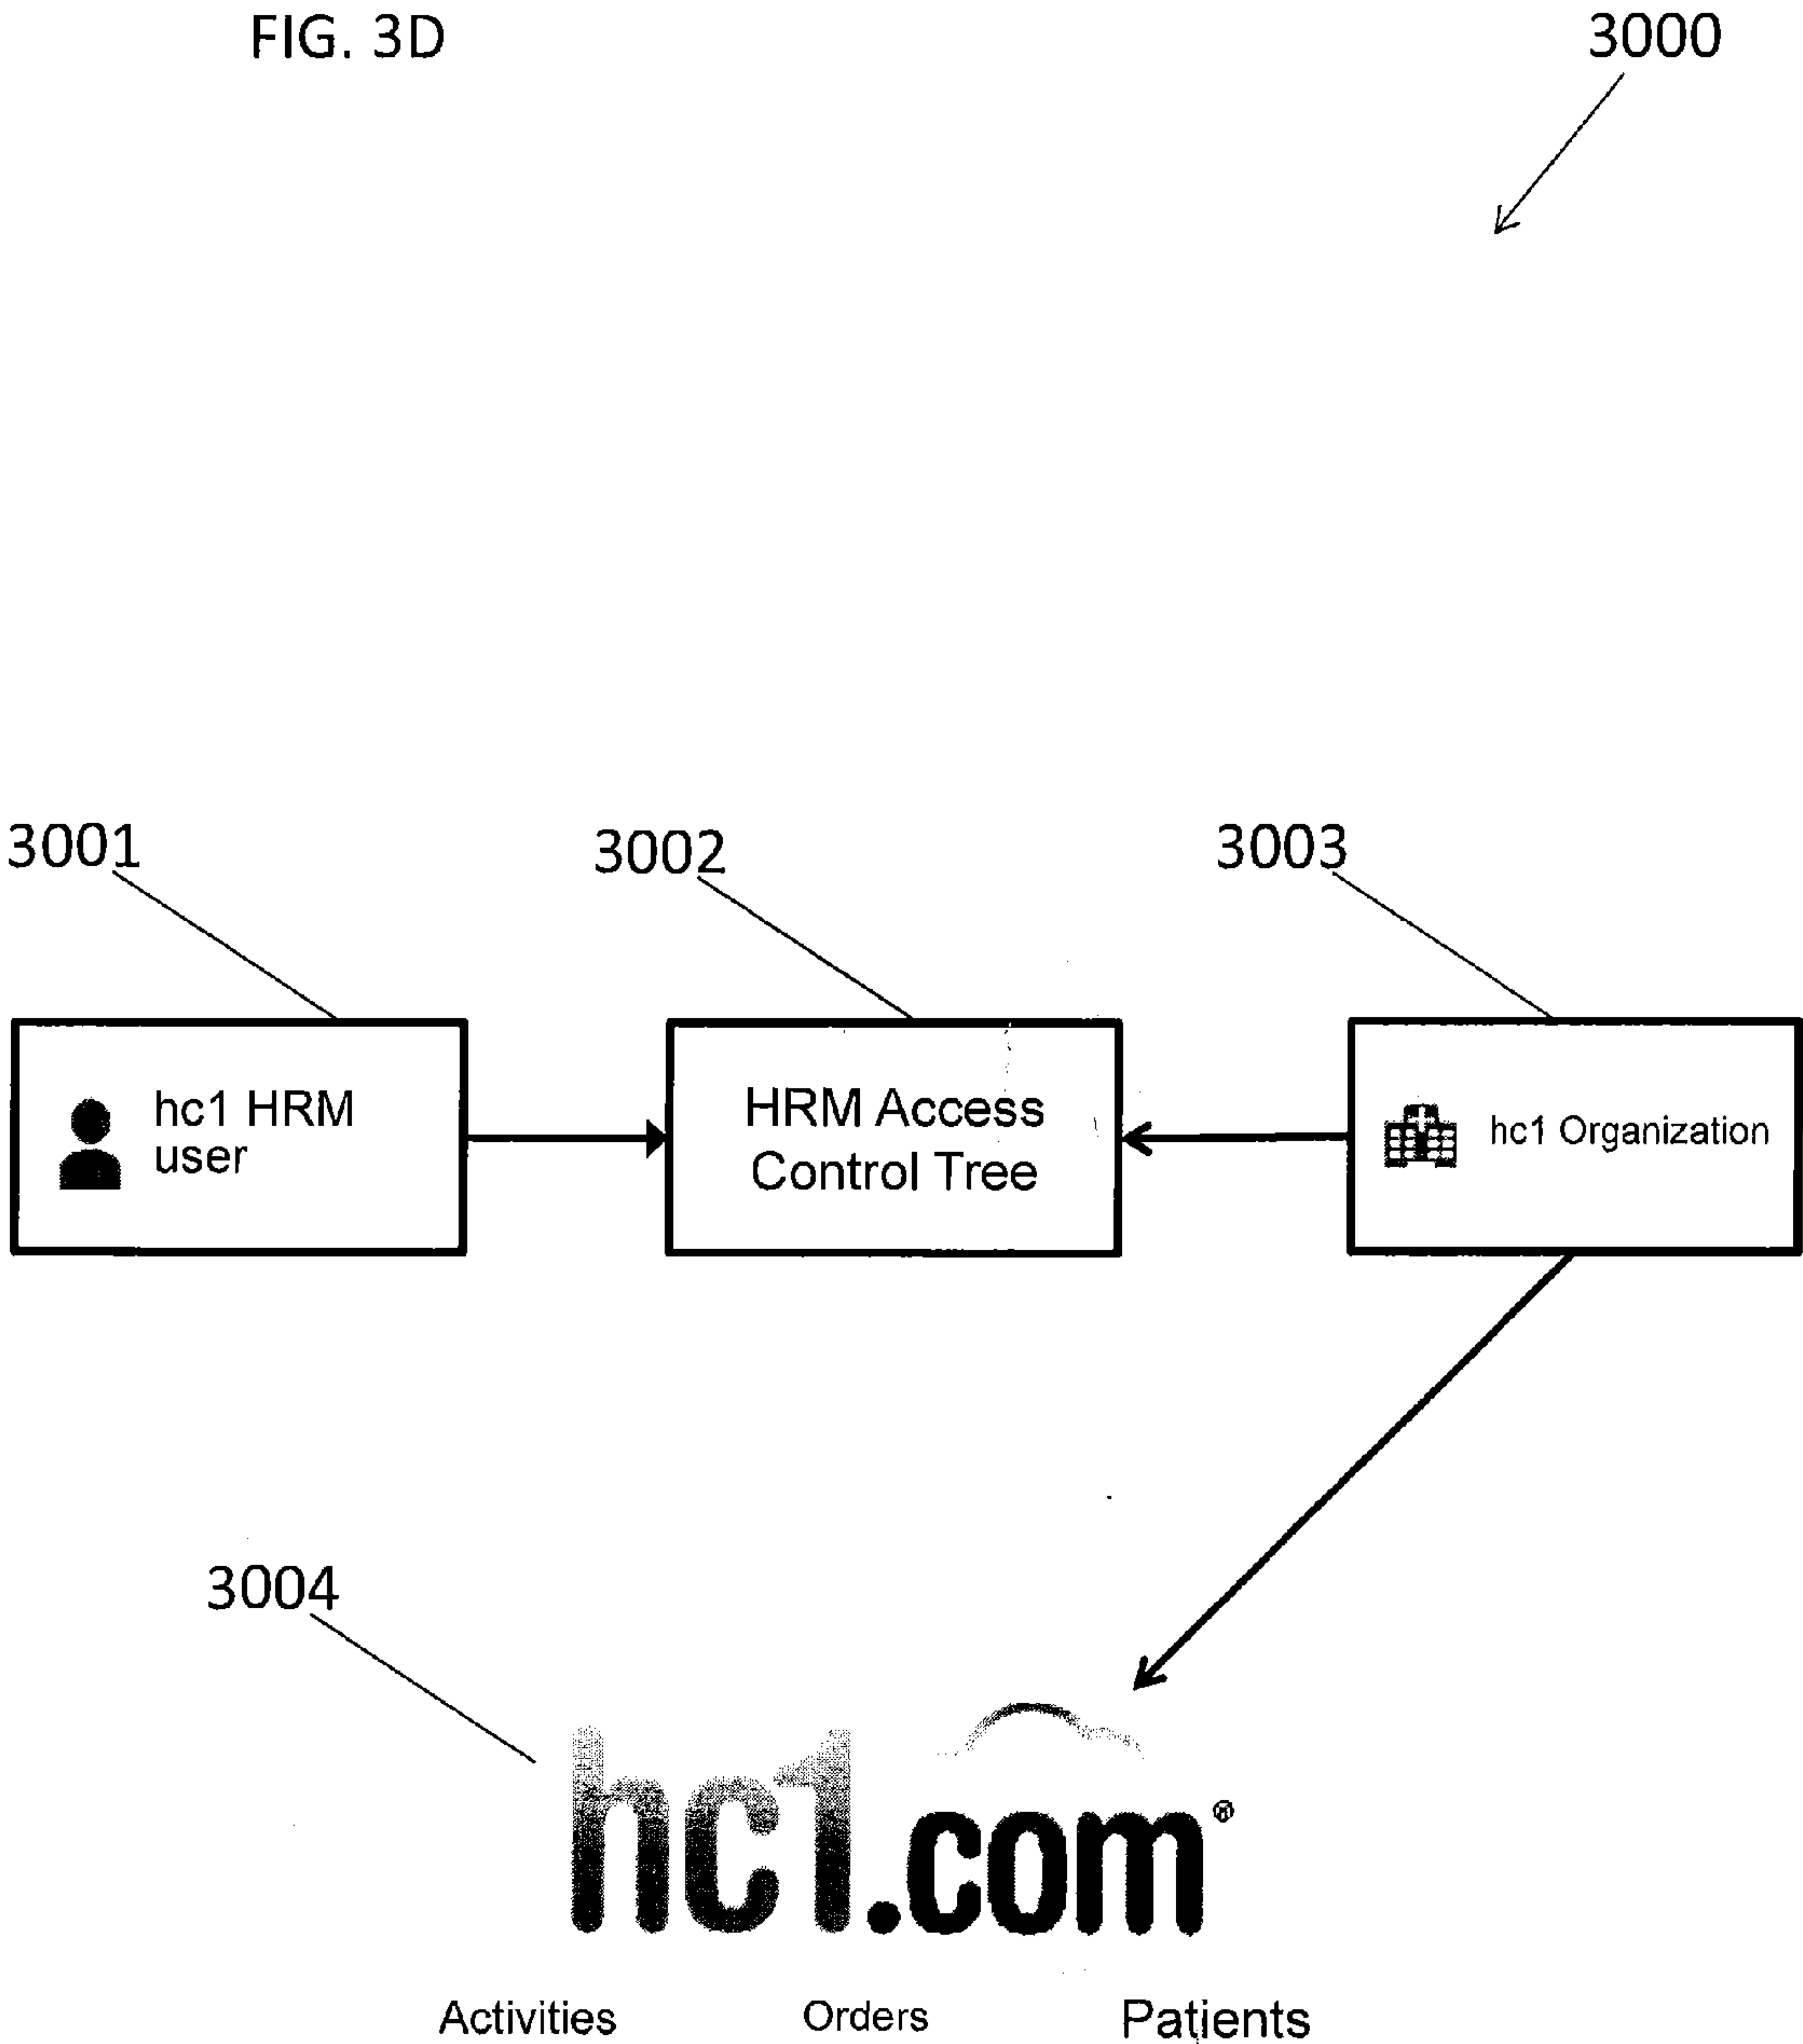 FIG. 3D
3000
3001
3002
3003
hc1 HRM
user
HRM Access
Control Tree
hc1 Organization
3004
hc1.com®
Activities
Orders
Patients